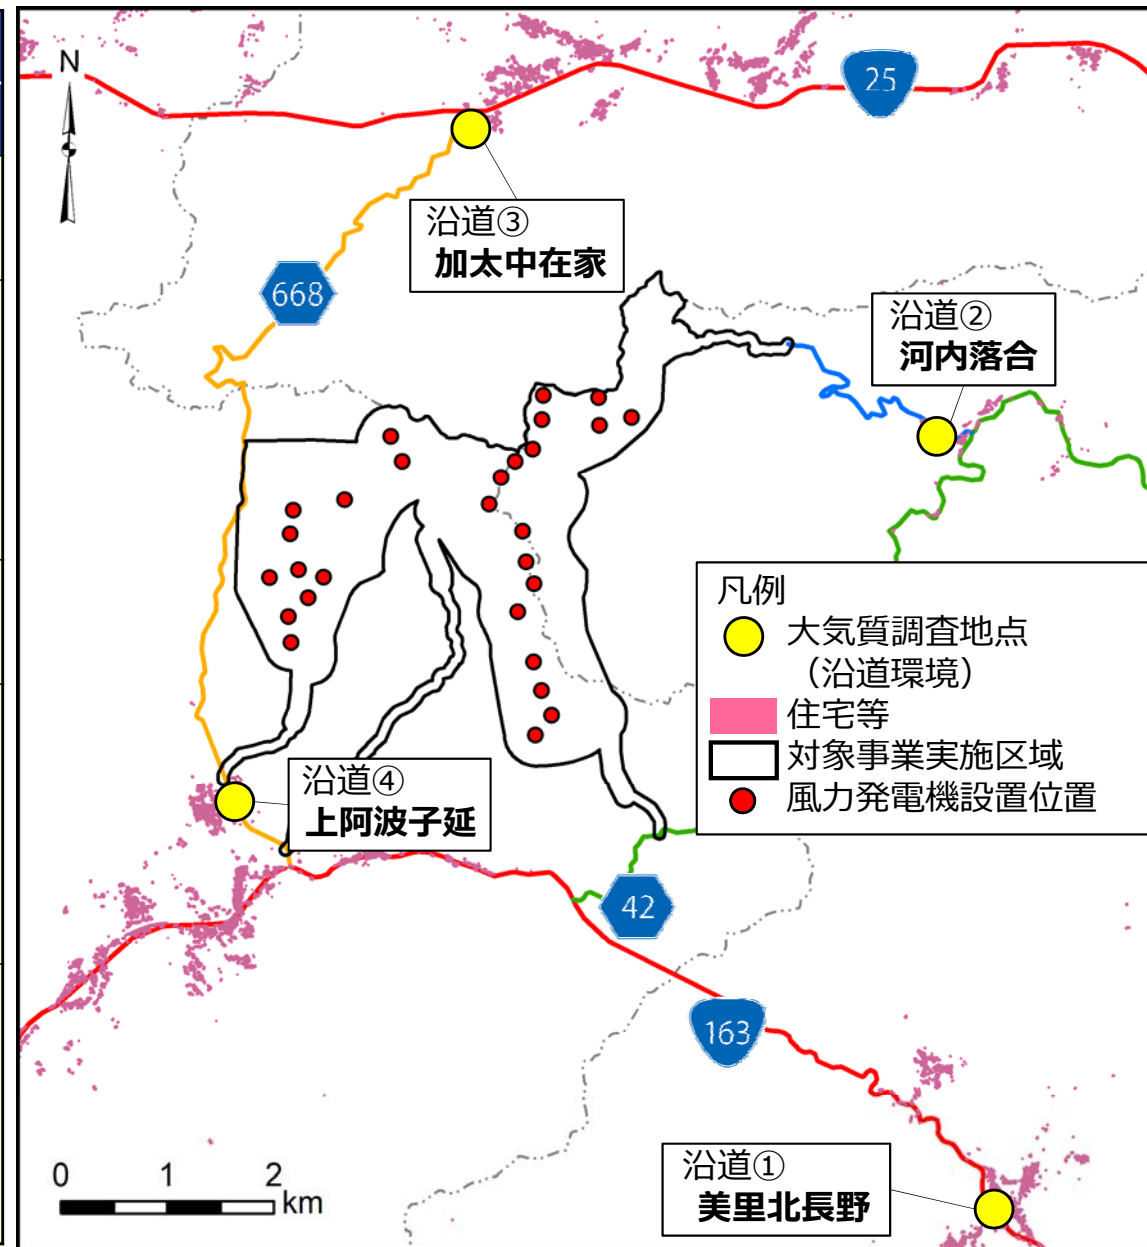 N
25
沿道③
加太中在家
668
沿道②
河内落合
凡例
大気質調査地点
（沿道環境）
住宅等
対象事業実施区域
風力発電機設置位置
沿道④
上阿波子延
42
163
沿道①
美里北長野
0 1 2
km